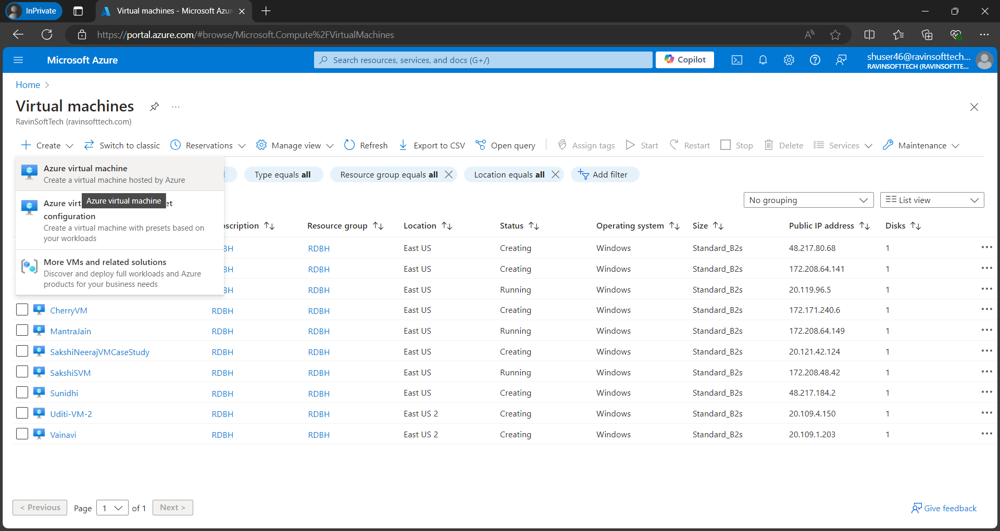 InPrivate
Virtual machines - Microsoft Azur
https://portal.azure.com/#browse/Microsoft.Compute%2FVirtualMachines
Microsoft Azure
Search resources, services, and docs (G+/)
Copilot
shuser46@ravinsofttech...
RAVINSOFTTECH (RAVINSOFTTE...
Home
Virtual machines
RavinSoftTech (ravinsofttech.com)
Create Switch to classic Reservations Manage view Refresh Export to CSV Open query Assign tags Start Restart Stop Delete Services Maintenance
Azure virtual machine
Create a virtual machine hosted by Azure
Azure virt
Azure virtual machine
et
configuration
Create a virtual machine with presets based on
your workloads
More VMs and related solutions
Discover and deploy full workloads and Azure
products for your business needs
Type equals all Resource group equals all Location equals all Add filter
No grouping List view
bscription Resource group Location Status Operating system Size Public IP address Disks
BH RDBH East US Creating Windows Standard_B2s 48.217.80.68 1
BH RDBH East US Creating Windows Standard_B2s 172.208.64.141 1
BH RDBH East US Running Windows Standard_B2s 20.119.96.5 1
CherryVM RDBH RDBH East US Creating Windows Standard_B2s 172.171.240.6 1
MantraJain RDBH RDBH East US Running Windows Standard_B2s 172.208.64.149 1
SakshiNeerajVMCaseStudy RDBH RDBH East US Creating Windows Standard_B2s 20.121.42.124 1
SakshiSVM RDBH RDBH East US Running Windows Standard_B2s 172.208.48.42 1
Sunidhi RDBH RDBH East US Creating Windows Standard_B2s 48.217.184.2 1
Uditi-VM-2 RDBH RDBH East US 2 Creating Windows Standard_B2s 20.109.4.150 1
Vainavi RDBH RDBH East US 2 Creating Windows Standard_B2s 20.109.1.203 1
< Previous Page 1 of 1 Next >
Give feedback